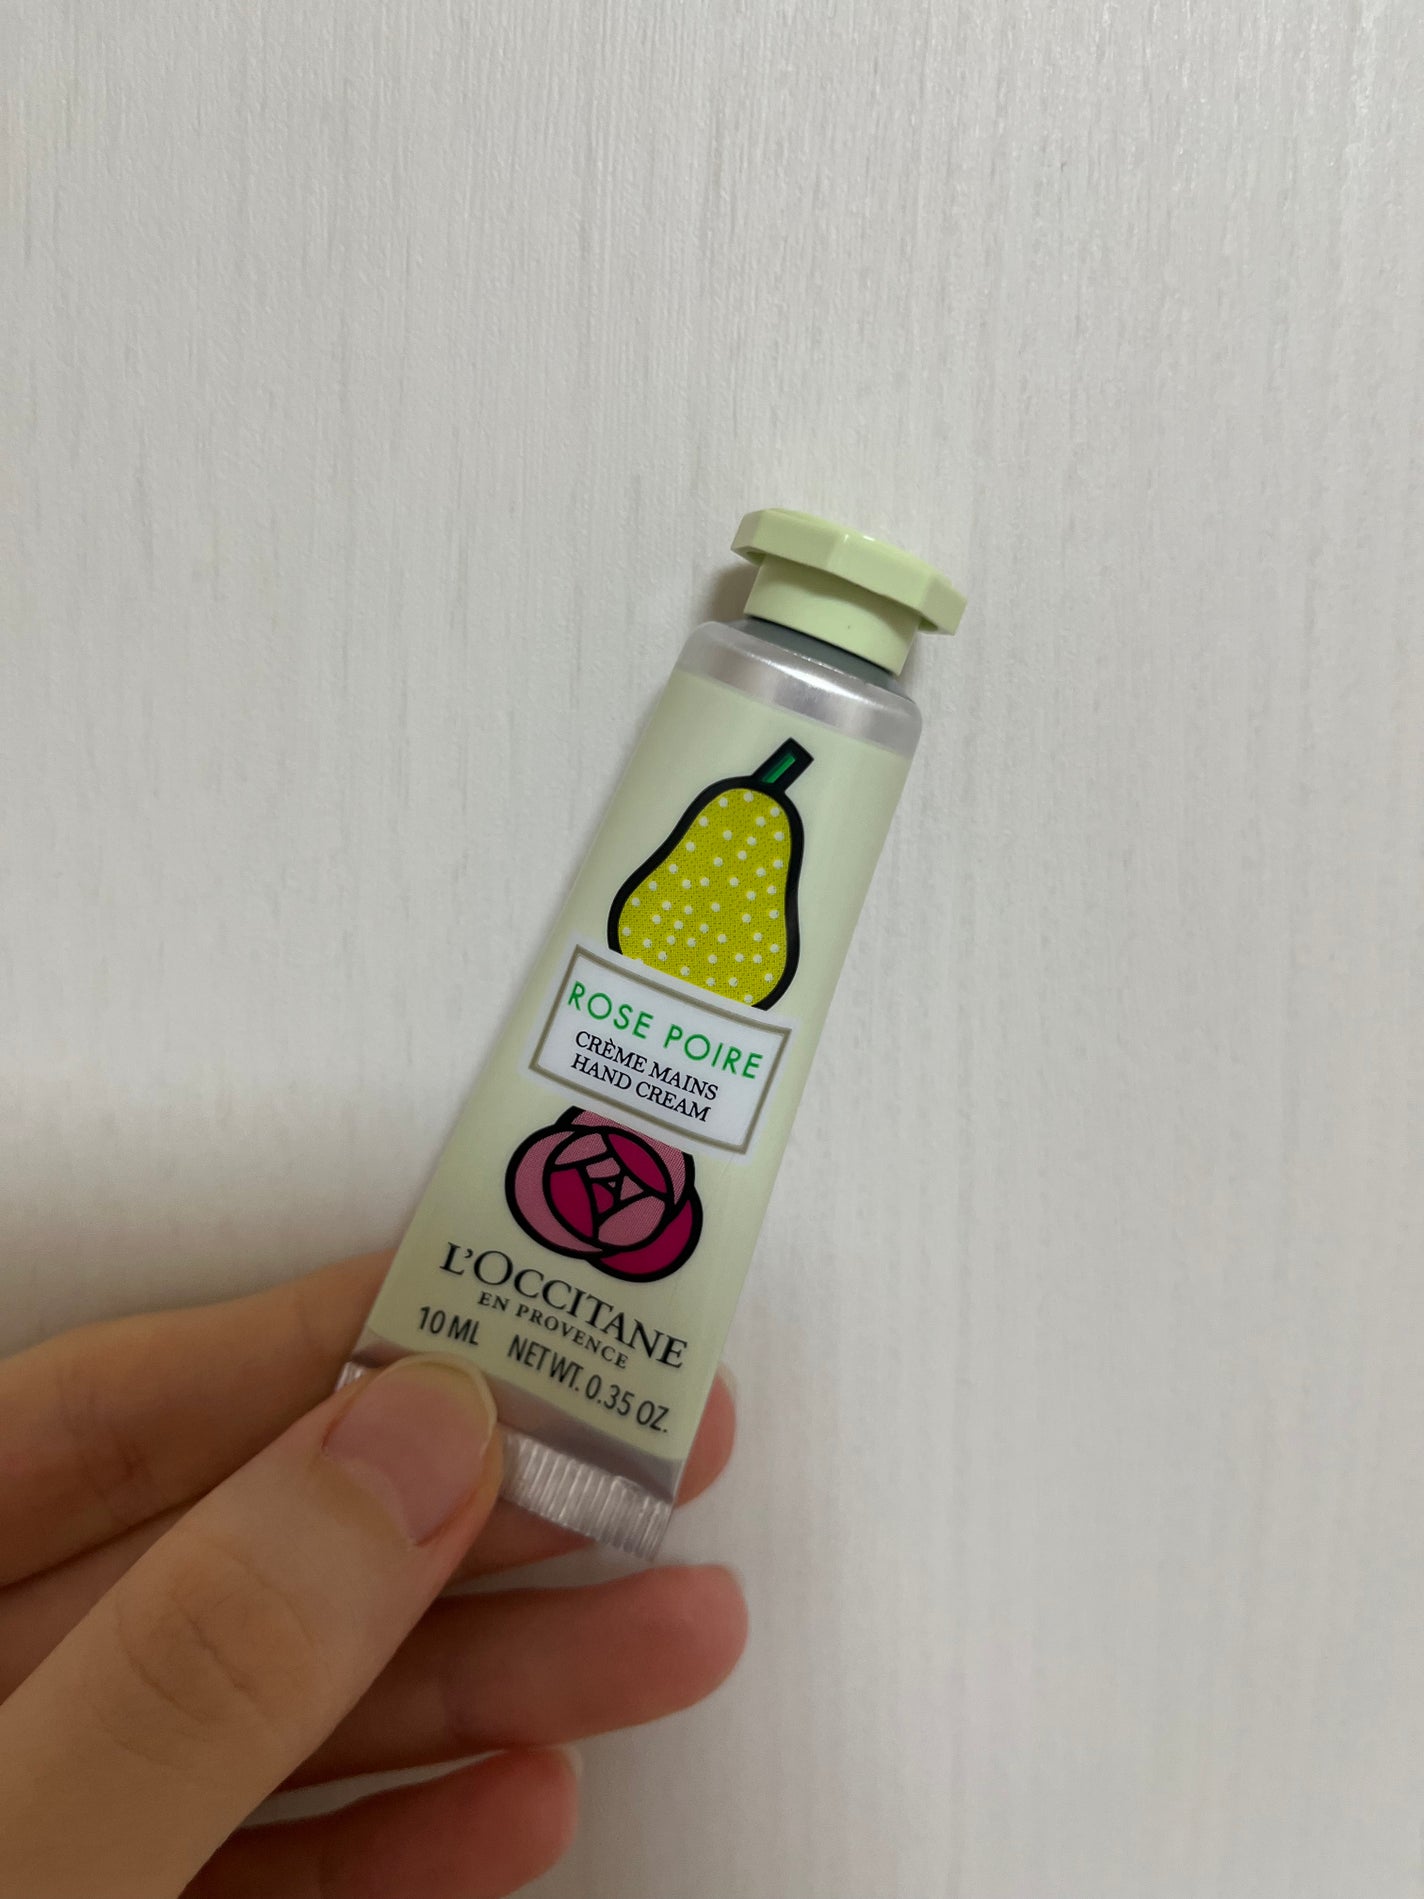 ROSE POIRE
CRÈME MAINS
HAND CREAM
L'OCCITANE
EN PROVENCE
10 ML NET WT. 0.35 OZ.